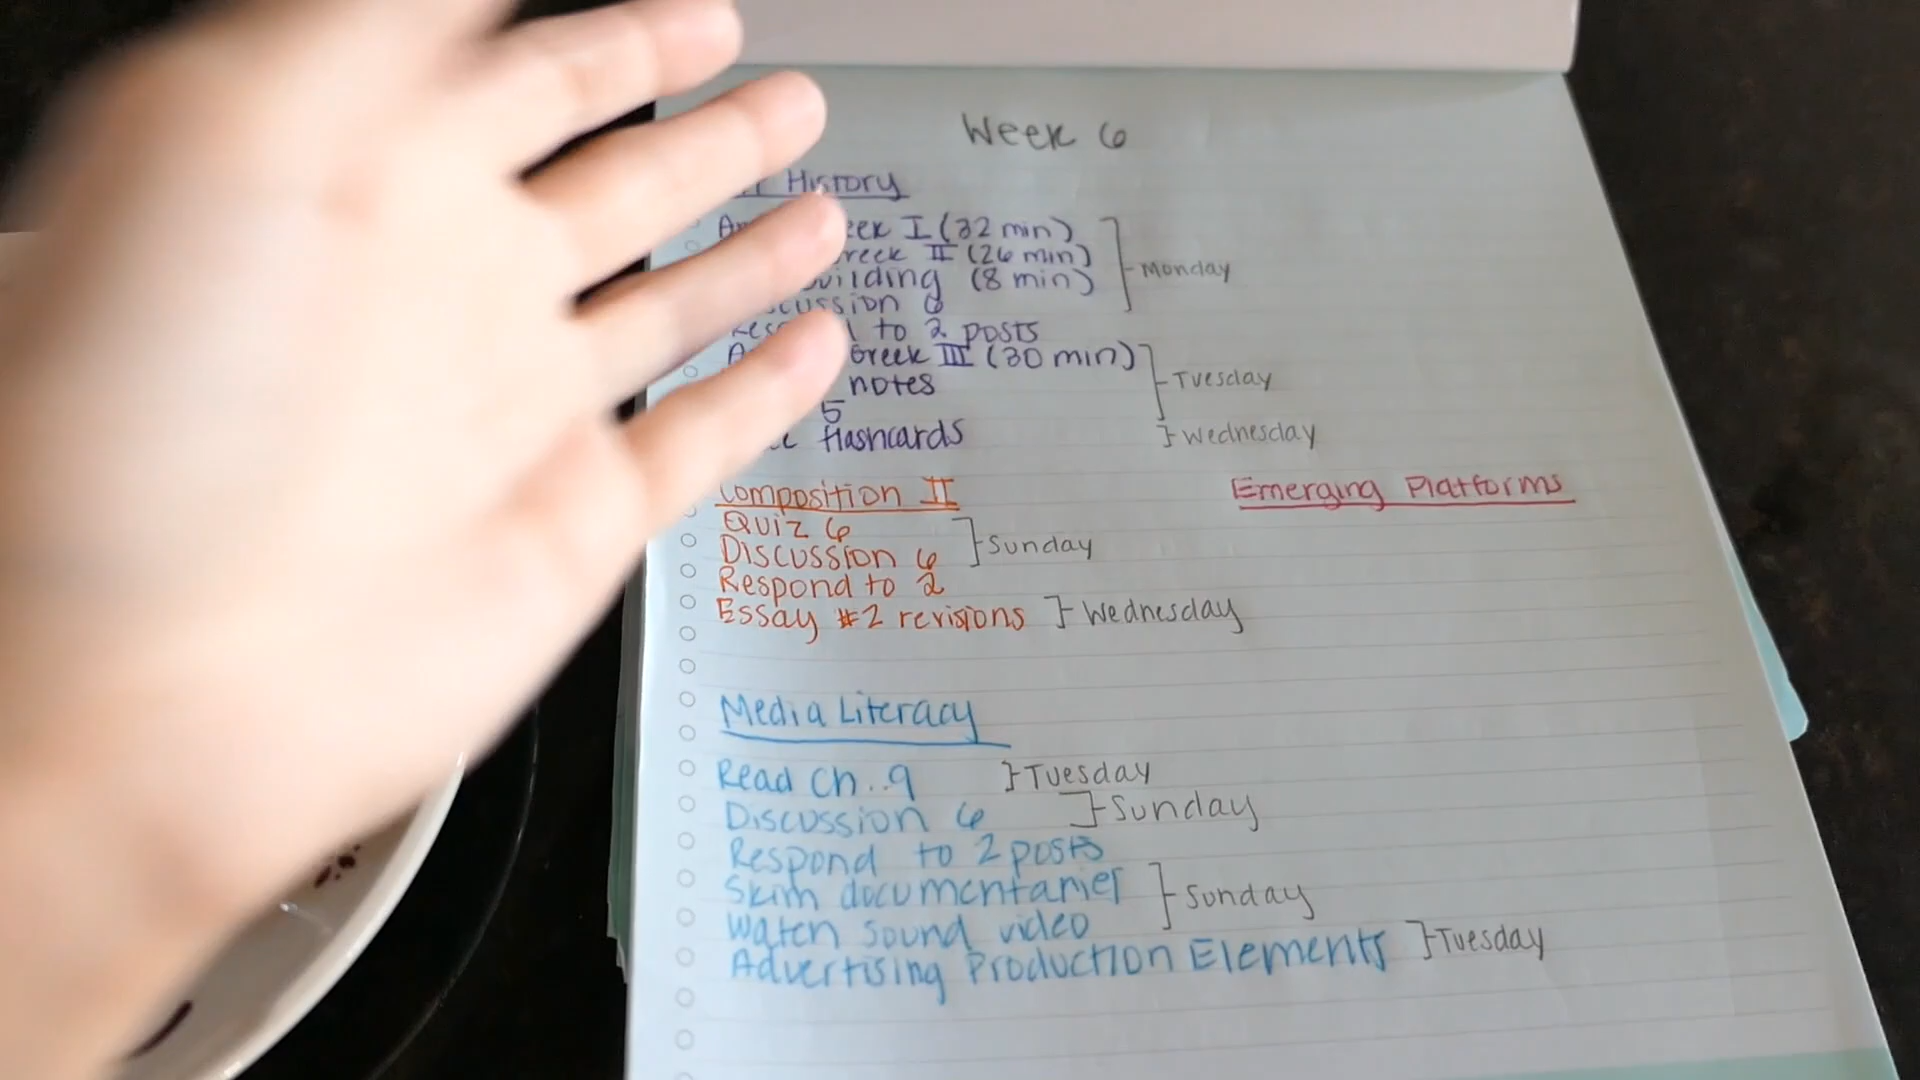 Week 6
History
I (32 min)
II (26 min)
Monday
(8 min)
6
to 2 posts
Greek III (30 min)
Tuesday
notes
5
flashcards
Wednesday
Composition II
Emerging Platforms
Quiz 6
Discussion 6
Sunday
Respond to 2
Essay #2 revisions
Wednesday
Media Literacy
Read Ch. 9
Tuesday
Discussion 6
Sunday
Respond to 2 posts
Skim documentaries
Sunday
Watch sound video
Advertising Production Elements
Tuesday